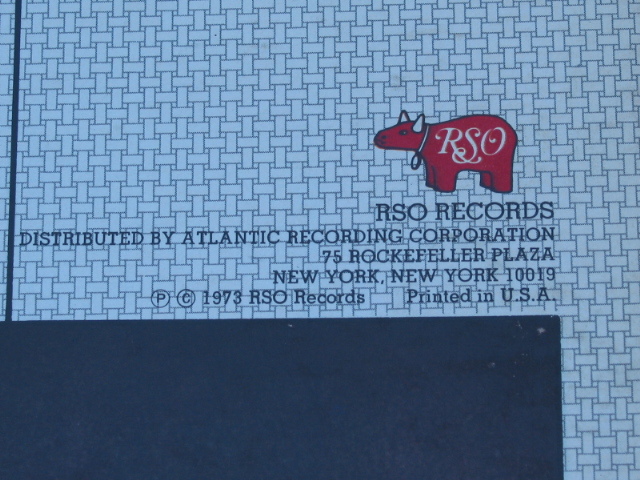 RSO
RSO RECORDS
DISTRIBUTED BY ATLANTIC RECORDING CORPORATION
75 ROCKEFELLER PLAZA
NEW YORK, NEW YORK 10019
Ⓟ © 1973 RSO Records Printed in U.S.A.